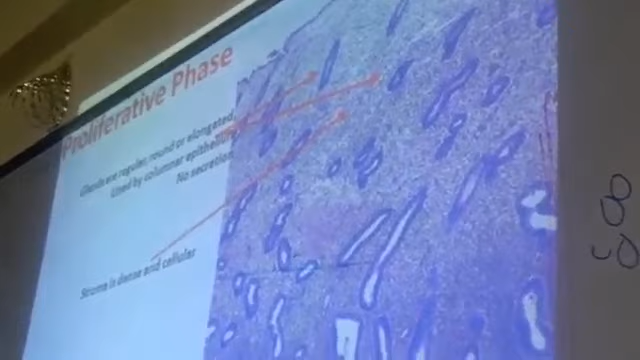 Proliferative Phase
Glands are regular, round or elongated
Lined by columnar epithelium
No secretion
Stroma is dense and cellular